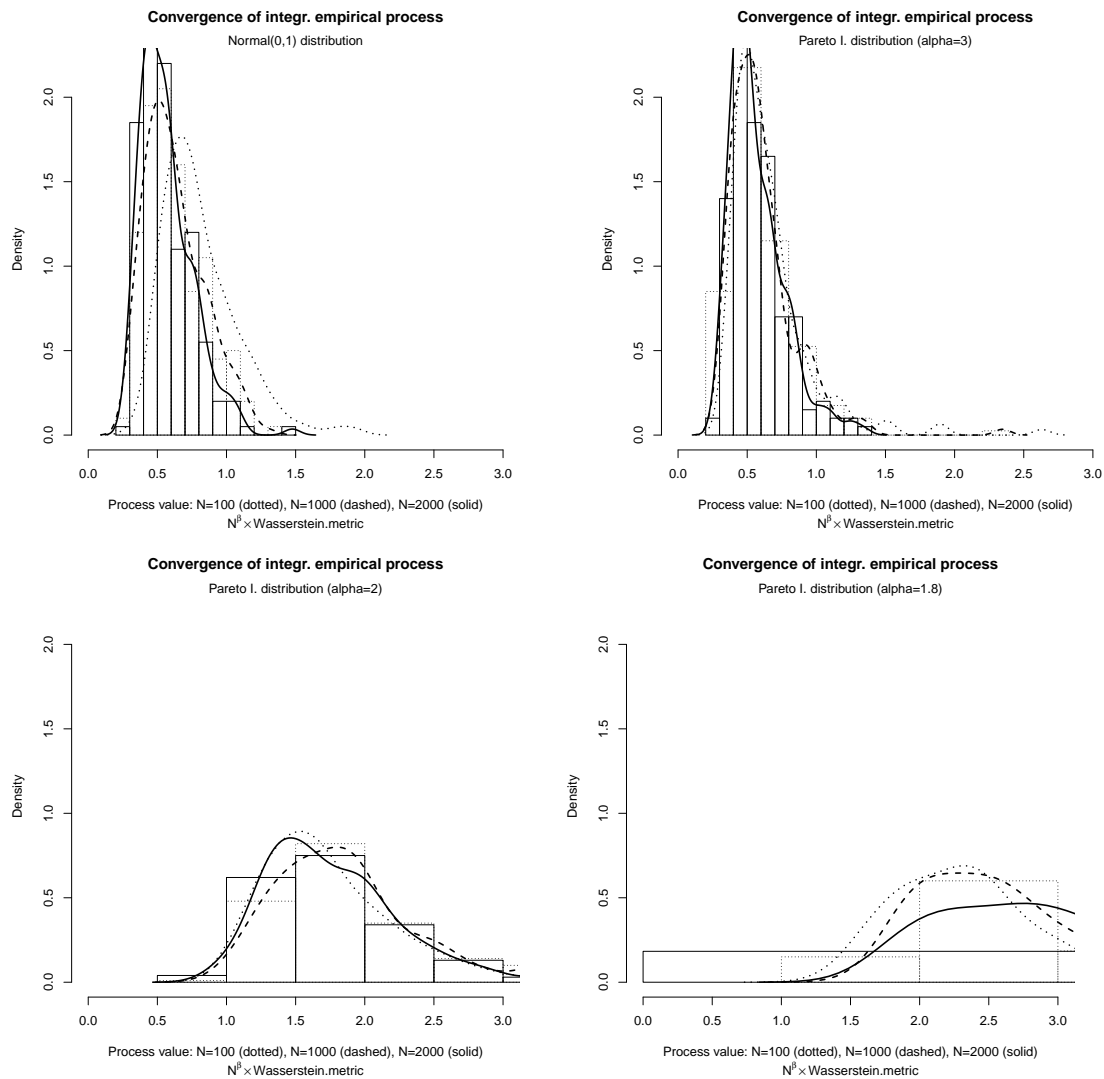 Convergence of integr. empirical process
Normal(0,1) distribution
Density
2.0
1.5
1.0
0.5
0.0
0.0 0.5 1.0 1.5 2.0 2.5 3.0
Process value: N=100 (dotted), N=1000 (dashed), N=2000 (solid)
N^β × Wasserstein.metric
Convergence of integr. empirical process
Pareto I. distribution (alpha=3)
Density
2.0
1.5
1.0
0.5
0.0
0.0 0.5 1.0 1.5 2.0 2.5 3.0
Process value: N=100 (dotted), N=1000 (dashed), N=2000 (solid)
N^β × Wasserstein.metric
Convergence of integr. empirical process
Pareto I. distribution (alpha=2)
Density
2.0
1.5
1.0
0.5
0.0
0.0 0.5 1.0 1.5 2.0 2.5 3.0
Process value: N=100 (dotted), N=1000 (dashed), N=2000 (solid)
N^β × Wasserstein.metric
Convergence of integr. empirical process
Pareto I. distribution (alpha=1.8)
Density
2.0
1.5
1.0
0.5
0.0
0.0 0.5 1.0 1.5 2.0 2.5 3.0
Process value: N=100 (dotted), N=1000 (dashed), N=2000 (solid)
N^β × Wasserstein.metric